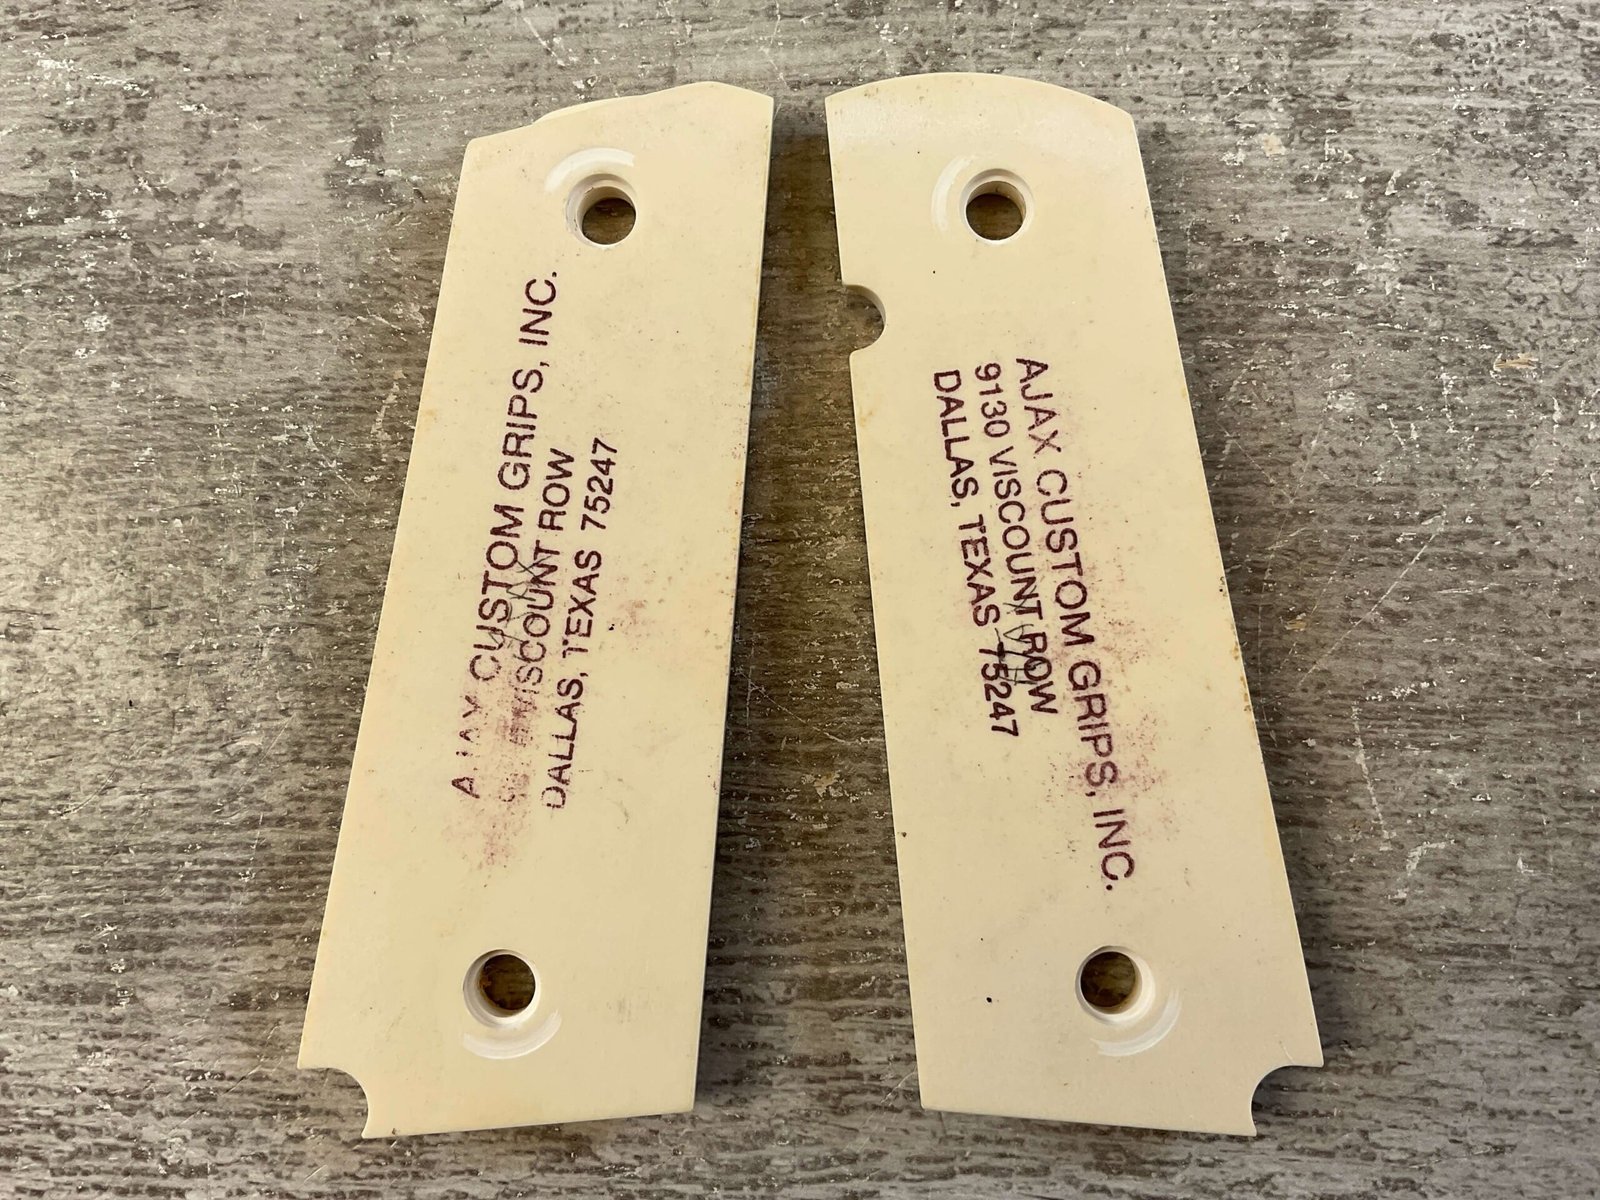 AJAX CUSTOM GRIPS, INC.
VISCOUNT ROW
DALLAS, TEXAS 75247
AJAX CUSTOM GRIPS, INC.
9130 VISCOUNT ROW
DALLAS, TEXAS 75247